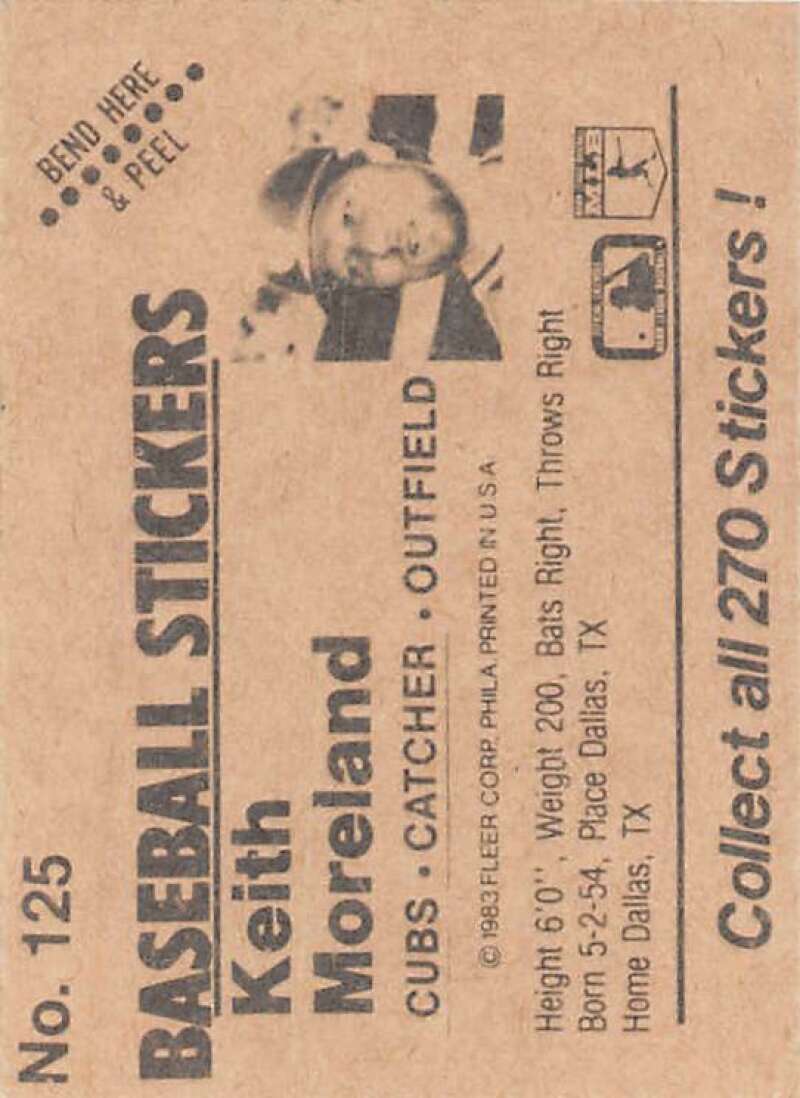 No. 125
BEND HERE
& PEEL
BASEBALL STICKERS
Keith
Moreland
CUBS • CATCHER • OUTFIELD
© 1983 FLEER CORP. PHILA. PRINTED IN U S A
Height 6'0'', Weight 200, Bats Right, Throws Right
Born 5-2-54, Place Dallas, TX
Home Dallas, TX
Collect all 270 Stickers !